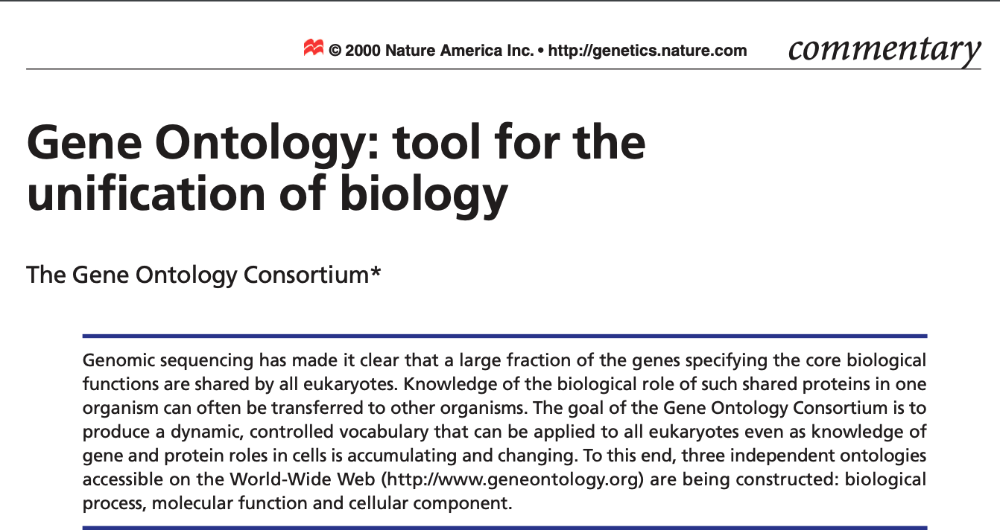 © 2000 Nature America Inc. • http://genetics.nature.com
commentary
Gene Ontology: tool for the
unification of biology
The Gene Ontology Consortium*
Genomic sequencing has made it clear that a large fraction of the genes specifying the core biological
functions are shared by all eukaryotes. Knowledge of the biological role of such shared proteins in one
organism can often be transferred to other organisms. The goal of the Gene Ontology Consortium is to
produce a dynamic, controlled vocabulary that can be applied to all eukaryotes even as knowledge of
gene and protein roles in cells is accumulating and changing. To this end, three independent ontologies
accessible on the World-Wide Web (http://www.geneontology.org) are being constructed: biological
process, molecular function and cellular component.